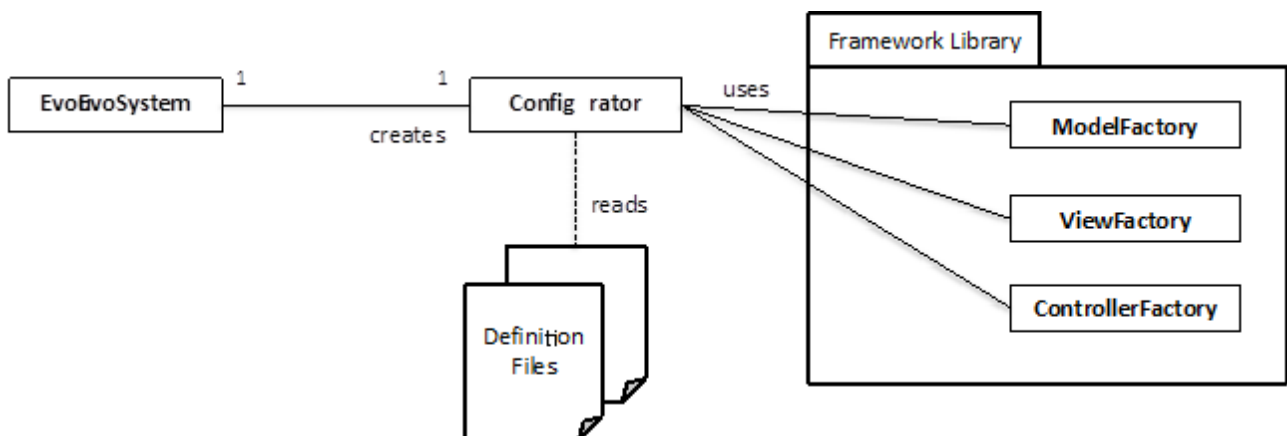 Framework Library
1
1
uses
EvoEvoSystem
Config rator
ModelFactory
creates
reads
ViewFactory
ControllerFactory
Definition
Files